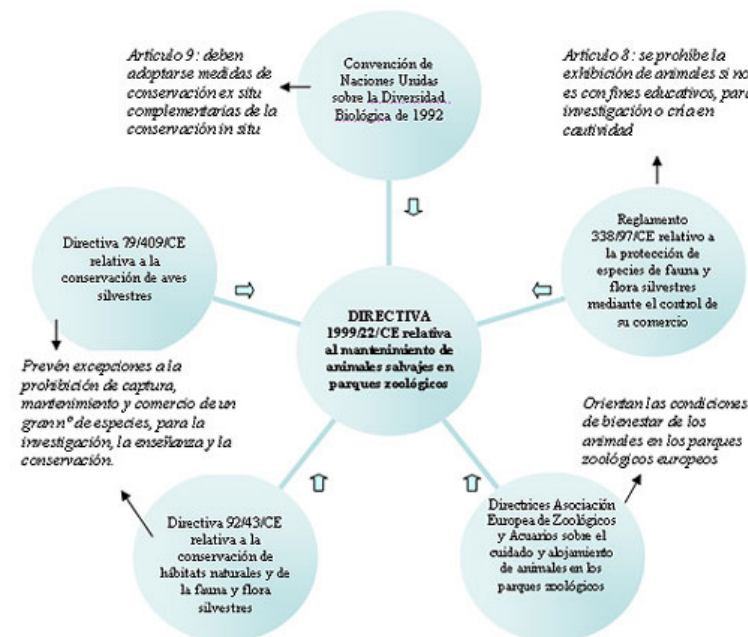 Artículo 9: deben
adoptarse medidas de
conservación ex situ
complementarias de la
conservación in situ
Convención de
Naciones Unidas
sobre la Diversidad
Biológica de 1992
Artículo 8: se prohíbe la
exhibición de animales si no
es con fines educativos, para
investigación o cría en
cautividad
Directiva 79/409/CE
relativa a la
conservación de aves
silvestres
Reglamento
338/97/CE relativo a
la protección de
especies de fauna y
flora silvestres
mediante el control de
su comercio
DIRECTIVA
1999/22/CE relativa
al mantenimiento de
animales salvajes en
parques zoológicos
Prevén excepciones a la
prohibición de captura,
mantenimiento y comercio de un
gran nº de especies, para la
investigación, la enseñanza y la
conservación.
Orientan las condiciones
de bienestar de los
animales en los parques
zoológicos europeos
Directiva 92/43/CE
relativa a la
conservación de
hábitats naturales y de
la fauna y flora
silvestres
Directrices Asociación
Europea de Zoológicos
y Acuarios sobre el
cuidado y alojamiento
de animales en los
parques zoológicos